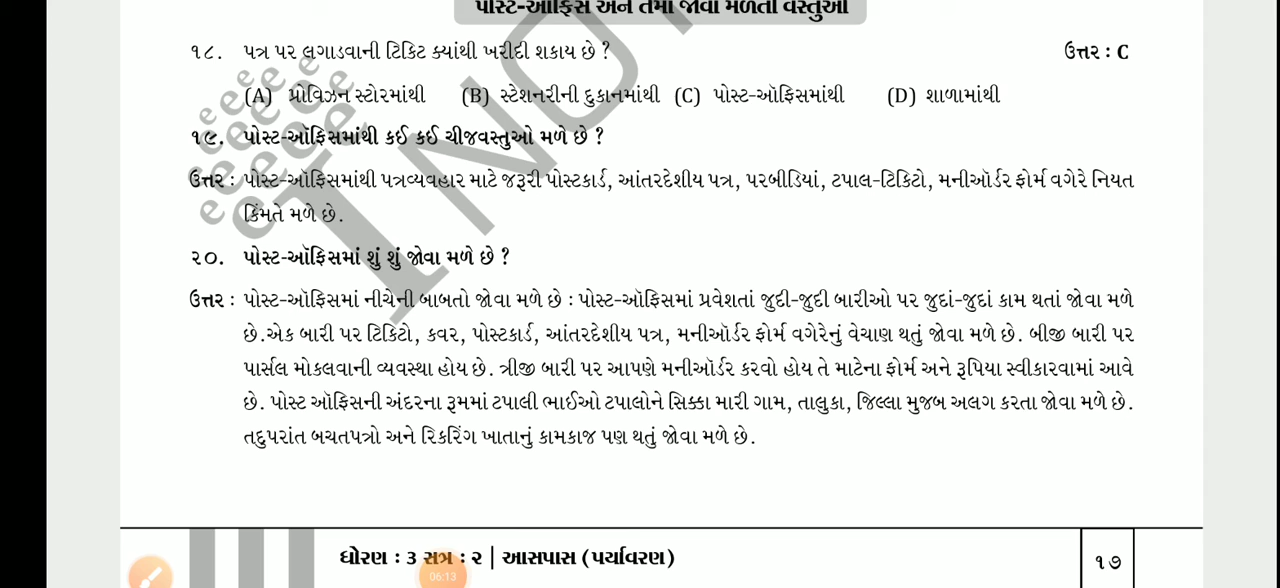 પોસ્ટ-ઑફિસ અને તેમાં જોવા મળતી વસ્તુઓ
૧૮. પત્ર પર લગાડવાની ટિકિટ ક્યાંથી ખરીદી શકાય છે ? ઉત્તર : C
(A) પ્રોવિઝન સ્ટોરમાંથી (B) સ્ટેશનરીની દુકાનમાંથી (C) પોસ્ટ-ઑફિસમાંથી (D) શાળામાંથી
૧૯. પોસ્ટ-ઑફિસમાંથી કઈ કઈ ચીજવસ્તુઓ મળે છે ?
ઉત્તર : પોસ્ટ-ઑફિસમાંથી પત્રવ્યવહાર માટે જરૂરી પોસ્ટકાર્ડ, આંતરદેશીય પત્ર, પરબીડિયાં, ટપાલ-ટિકિટો, મનીઑર્ડર ફોર્મ વગેરે નિયત
કિંમતે મળે છે.
૨૦. પોસ્ટ-ઑફિસમાં શું શું જોવા મળે છે ?
ઉત્તર : પોસ્ટ-ઑફિસમાં નીચેની બાબતો જોવા મળે છે : પોસ્ટ-ઑફિસમાં પ્રવેશતાં જુદી-જુદી બારીઓ પર જુદાં-જુદાં કામ થતાં જોવા મળે
છે.એક બારી પર ટિકિટો, કવર, પોસ્ટકાર્ડ, આંતરદેશીય પત્ર, મનીઑર્ડર ફોર્મ વગેરેનું વેચાણ થતું જોવા મળે છે. બીજી બારી પર
પાર્સલ મોકલવાની વ્યવસ્થા હોય છે. ત્રીજી બારી પર આપણે મનીઑર્ડર કરવો હોય તે માટેના ફોર્મ અને રૂપિયા સ્વીકારવામાં આવે
છે. પોસ્ટ ઑફિસની અંદરના રૂમમાં ટપાલી ભાઈઓ ટપાલોને સિક્કા મારી ગામ, તાલુકા, જિલ્લા મુજબ અલગ કરતા જોવા મળે છે.
તદુપરાંત બચતપત્રો અને રિકરિંગ ખાતાનું કામકાજ પણ થતું જોવા મળે છે.
ધોરણ : 3 સત્ર : ૨ | આસપાસ (પર્યાવરણ) ૧૭
06:13